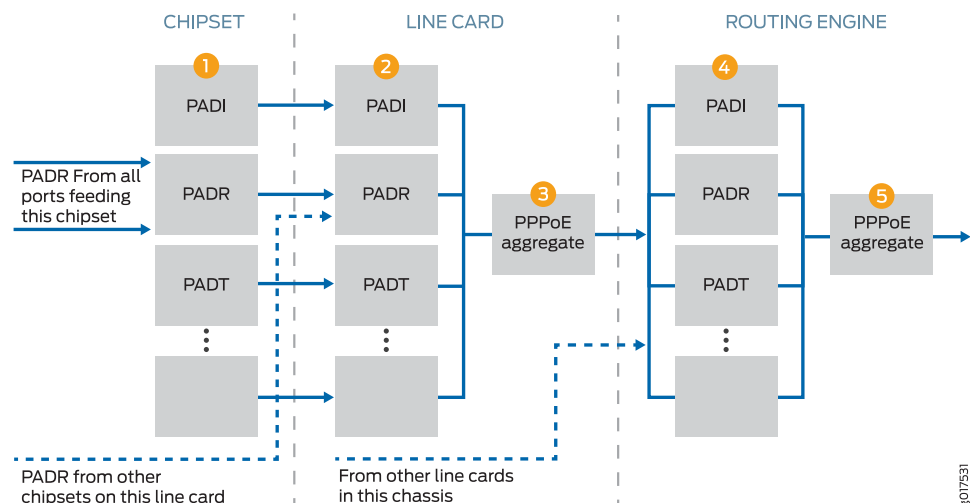 CHIPSET
LINE CARD
ROUTING ENGINE
1
2
4
PADI
PADI
PADI
PADR From all
ports feeding
this chipset
PADR
PADR
PADR
3
5
PPPoE
aggregate
PPPoE
aggregate
PADT
PADT
PADT
PADR from other
chipsets on this line card
From other line cards
in this chassis